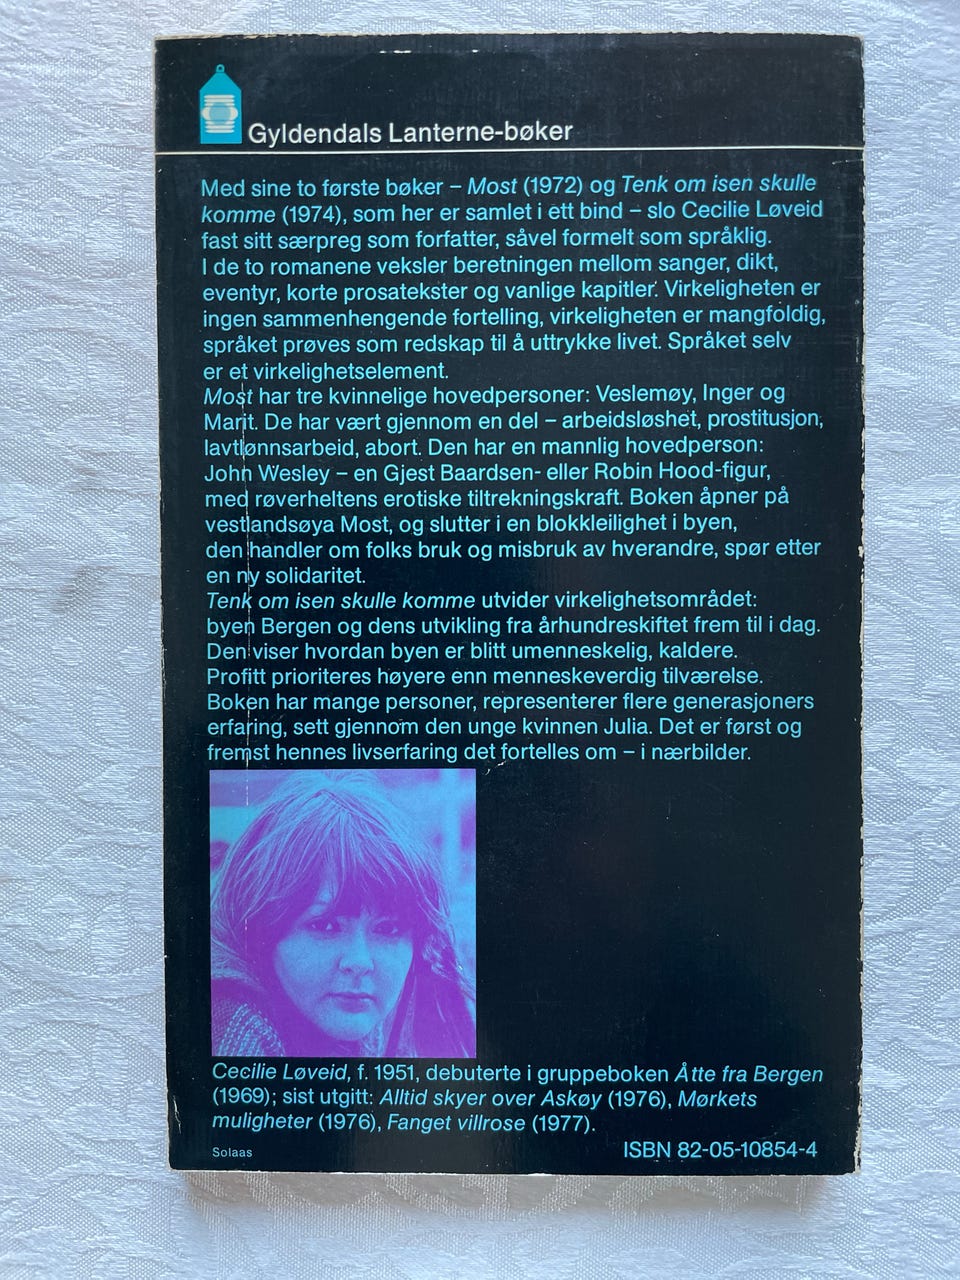 Gyldendals Lanterne-bøker
Med sine to første bøker – Most (1972) og Tenk om isen skulle
komme (1974), som her er samlet i ett bind – slo Cecilie Løveid
fast sitt særpreg som forfatter, såvel formelt som språklig.
I de to romanene veksler beretningen mellom sanger, dikt,
eventyr, korte prosatekster og vanlige kapitler. Virkeligheten er
ingen sammenhengende fortelling, virkeligheten er mangfoldig,
språket prøves som redskap til å uttrykke livet. Språket selv
er et virkelighetselement.
Most har tre kvinnelige hovedpersoner: Veslemøy, Inger og
Marit. De har vært gjennom en del – arbeidsløshet, prostitusjon,
lavtlønnsarbeid, abort. Den har en mannlig hovedperson:
John Wesley – en Gjest Baardsen- eller Robin Hood-figur,
med røverheltens erotiske tiltrekningskraft. Boken åpner på
vestlandsøya Most, og slutter i en blokkleilighet i byen,
den handler om folks bruk og misbruk av hverandre, spør etter
en ny solidaritet.
Tenk om isen skulle komme utvider virkelighetsområdet:
byen Bergen og dens utvikling fra århundreskiftet frem til i dag.
Den viser hvordan byen er blitt umenneskelig, kaldere.
Profitt prioriteres høyere enn menneskeverdig tilværelse.
Boken har mange personer, representerer flere generasjoners
erfaring, sett gjennom den unge kvinnen Julia. Det er først og
fremst hennes livserfaring det fortelles om – i nærbilder.
Cecilie Løveid, f. 1951, debuterte i gruppeboken Åtte fra Bergen
(1969); sist utgitt: Alltid skyer over Askøy (1976), Mørkets
muligheter (1976), Fanget villrose (1977).
Solaas
ISBN 82-05-10854-4